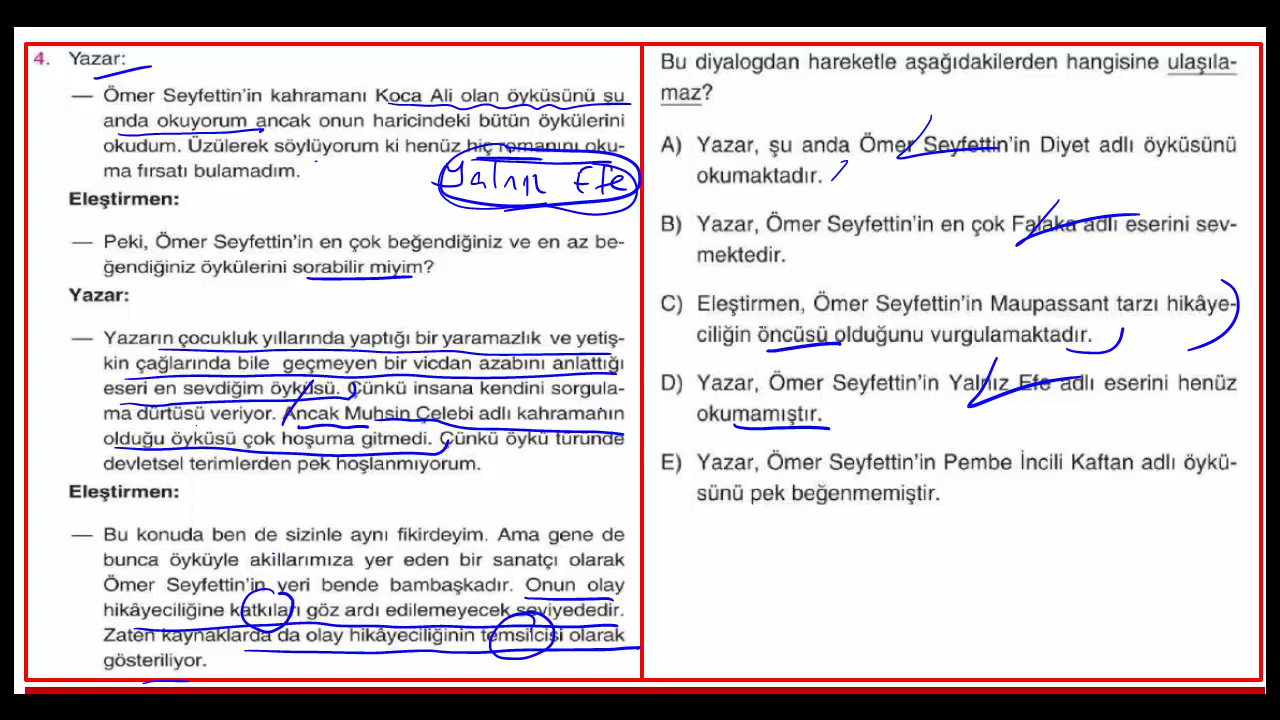 4. Yazar:
— Ömer Seyfettin'in kahramanı Koca Ali olan öyküsünü şu
anda okuyorum ancak onun haricindeki bütün öykülerini
okudum. Üzülerek söylüyorum ki henüz hiç romanını oku-
ma fırsatı bulamadım.
Yalnız Efe
Eleştirmen:
— Peki, Ömer Seyfettin'in en çok beğendiğiniz ve en az be-
ğendiğiniz öykülerini sorabilir miyim?
Yazar:
— Yazarın çocukluk yıllarında yaptığı bir yaramazlık ve yetiş-
kin çağlarında bile geçmeyen bir vicdan azabını anlattığı
eseri en sevdiğim öyküsü. Çünkü insana kendini sorgula-
ma dürtüsü veriyor. Ancak Muhsin Çelebi adlı kahramanın
olduğu öyküsü çok hoşuma gitmedi. Çünkü öykü türünde
devletsel terimlerden pek hoşlanmıyorum.
Eleştirmen:
— Bu konuda ben de sizinle aynı fikirdeyim. Ama gene de
bunca öyküyle akıllarımıza yer eden bir sanatçı olarak
Ömer Seyfettin'in yeri bende bambaşkadır. Onun olay
hikâyeciliğine katkıları göz ardı edilemeyecek seviyededir.
Zaten kaynaklarda da olay hikâyeciliğinin temsilcisi olarak
gösteriliyor.
Bu diyalogdan hareketle aşağıdakilerden hangisine ulaşıla-
maz?
A) Yazar, şu anda Ömer Seyfettin'in Diyet adlı öyküsünü
okumaktadır.
B) Yazar, Ömer Seyfettin'in en çok Falaka adlı eserini sev-
mektedir.
C) Eleştirmen, Ömer Seyfettin'in Maupassant tarzı hikâye-
ciliğin öncüsü olduğunu vurgulamaktadır.
D) Yazar, Ömer Seyfettin'in Yalnız Efe adlı eserini henüz
okumamıştır.
E) Yazar, Ömer Seyfettin'in Pembe İncili Kaftan adlı öykü-
sünü pek beğenmemiştir.